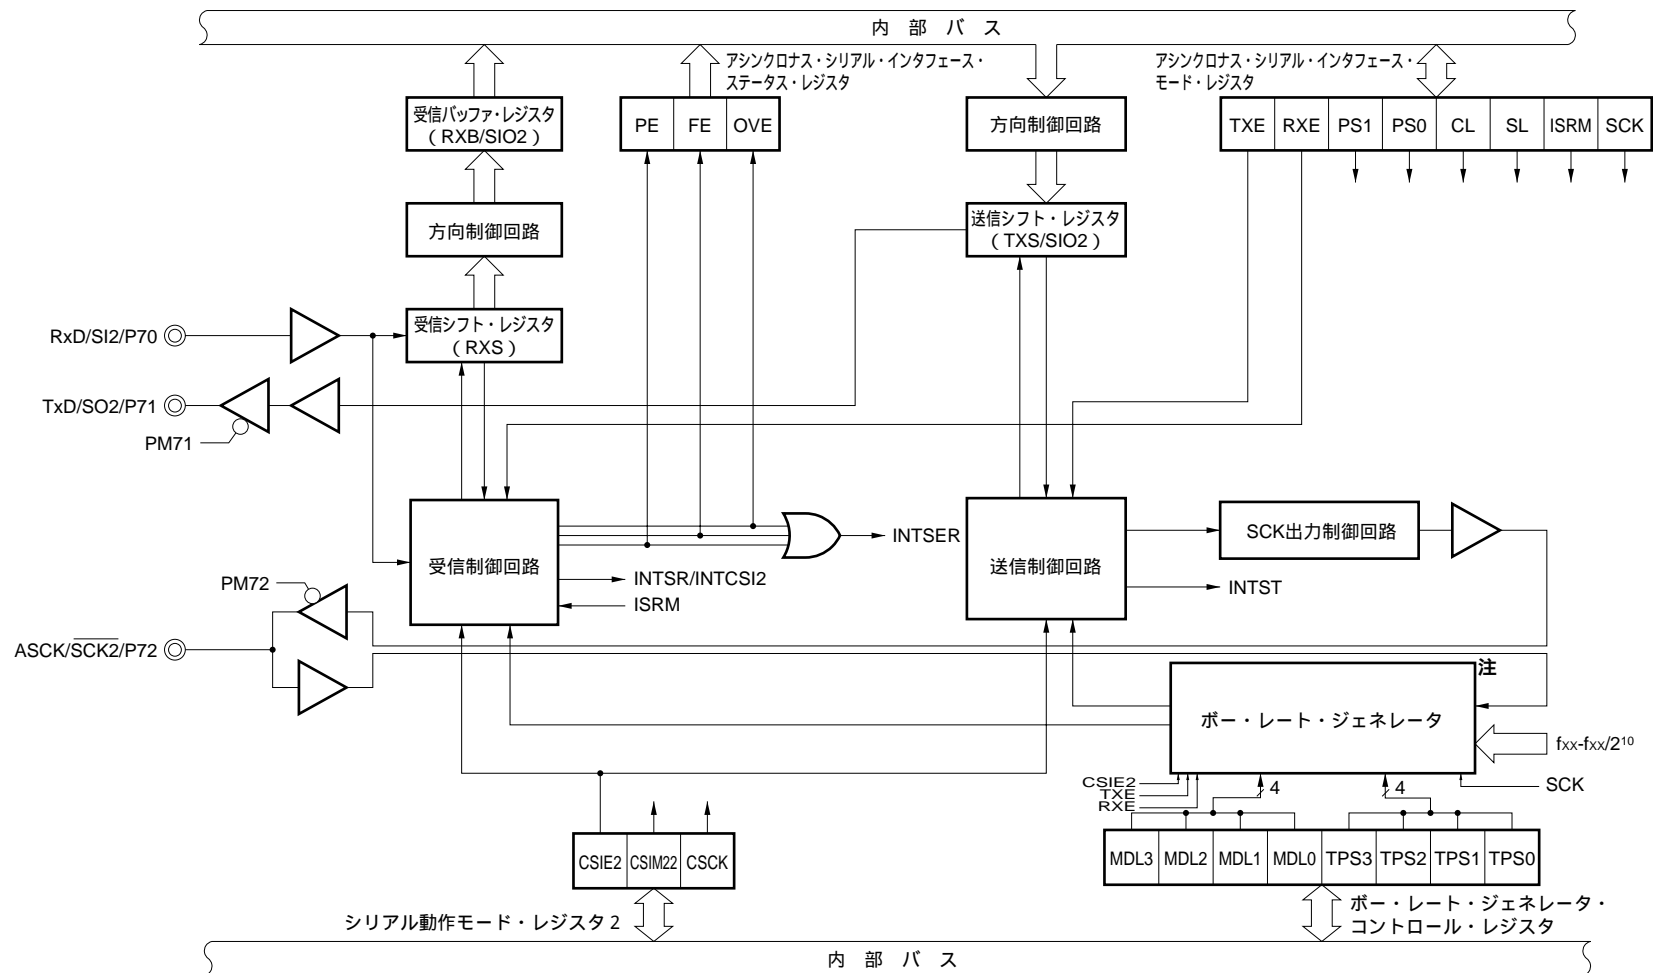 内 部 バ ス
アシンクロナス・シリアル・インタフェース・
ステータス・レジスタ
アシンクロナス・シリアル・インタフェース・
モード・レジスタ
受信バッファ・レジスタ
(RXB/SIO2)
PE FE OVE
方向制御回路
TXE RXE PS1 PS0 CL SL ISRM SCK
方向制御回路
送信シフト・レジスタ
(TXS/SIO2)
RxD/SI2/P70
受信シフト・レジスタ
(RXS)
TxD/SO2/P71
PM71
受信制御回路
INTSER
INTSR/INTCSI2
ISRM
送信制御回路
SCK出力制御回路
INTST
PM72
ASCK/S̅C̅K̅2̅/P72
注
ボー・レート・ジェネレータ
fxx-fxx/2¹⁰
CSIE2
TXE
RXE
4
4
SCK
CSIE2 CSIM22 CSCK
MDL3 MDL2 MDL1 MDL0 TPS3 TPS2 TPS1 TPS0
シリアル動作モード・レジスタ2
ボー・レート・ジェネレータ・
コントロール・レジスタ
内 部 バ ス